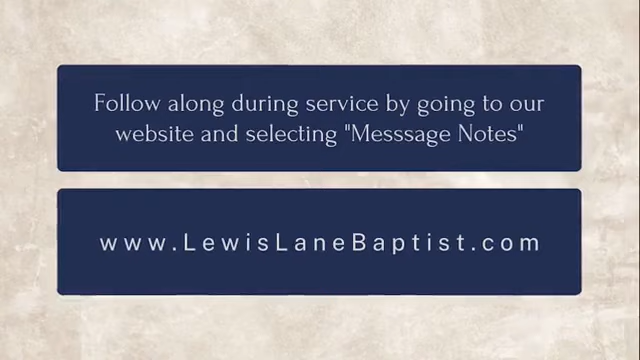 Follow along during service by going to our
website and selecting "Messsage Notes"
www.LewisLaneBaptist.com